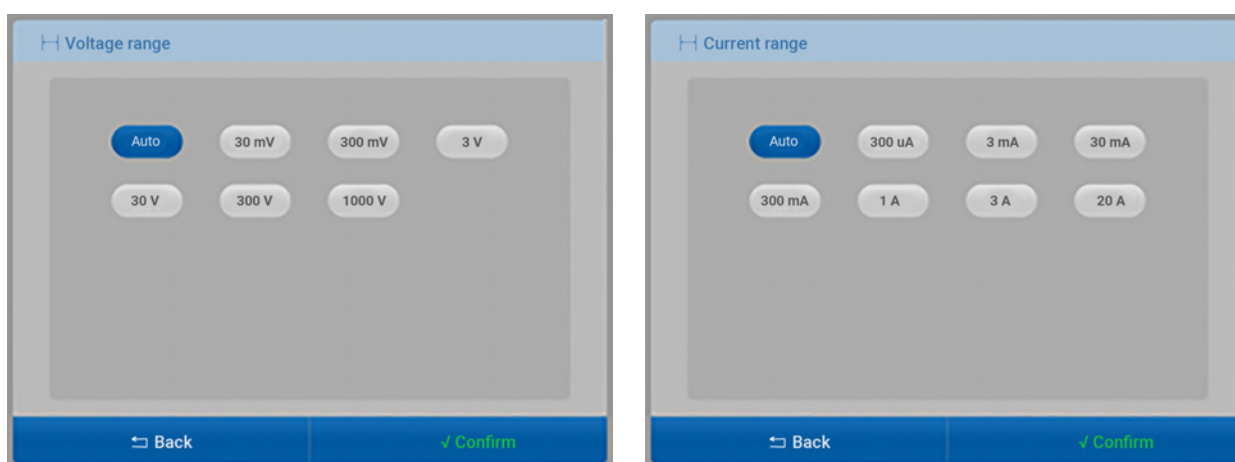 Voltage range
Auto 30 mV 300 mV 3 V
30 V 300 V 1000 V
Back √ Confirm
Current range
Auto 300 uA 3 mA 30 mA
300 mA 1 A 3 A 20 A
Back √ Confirm